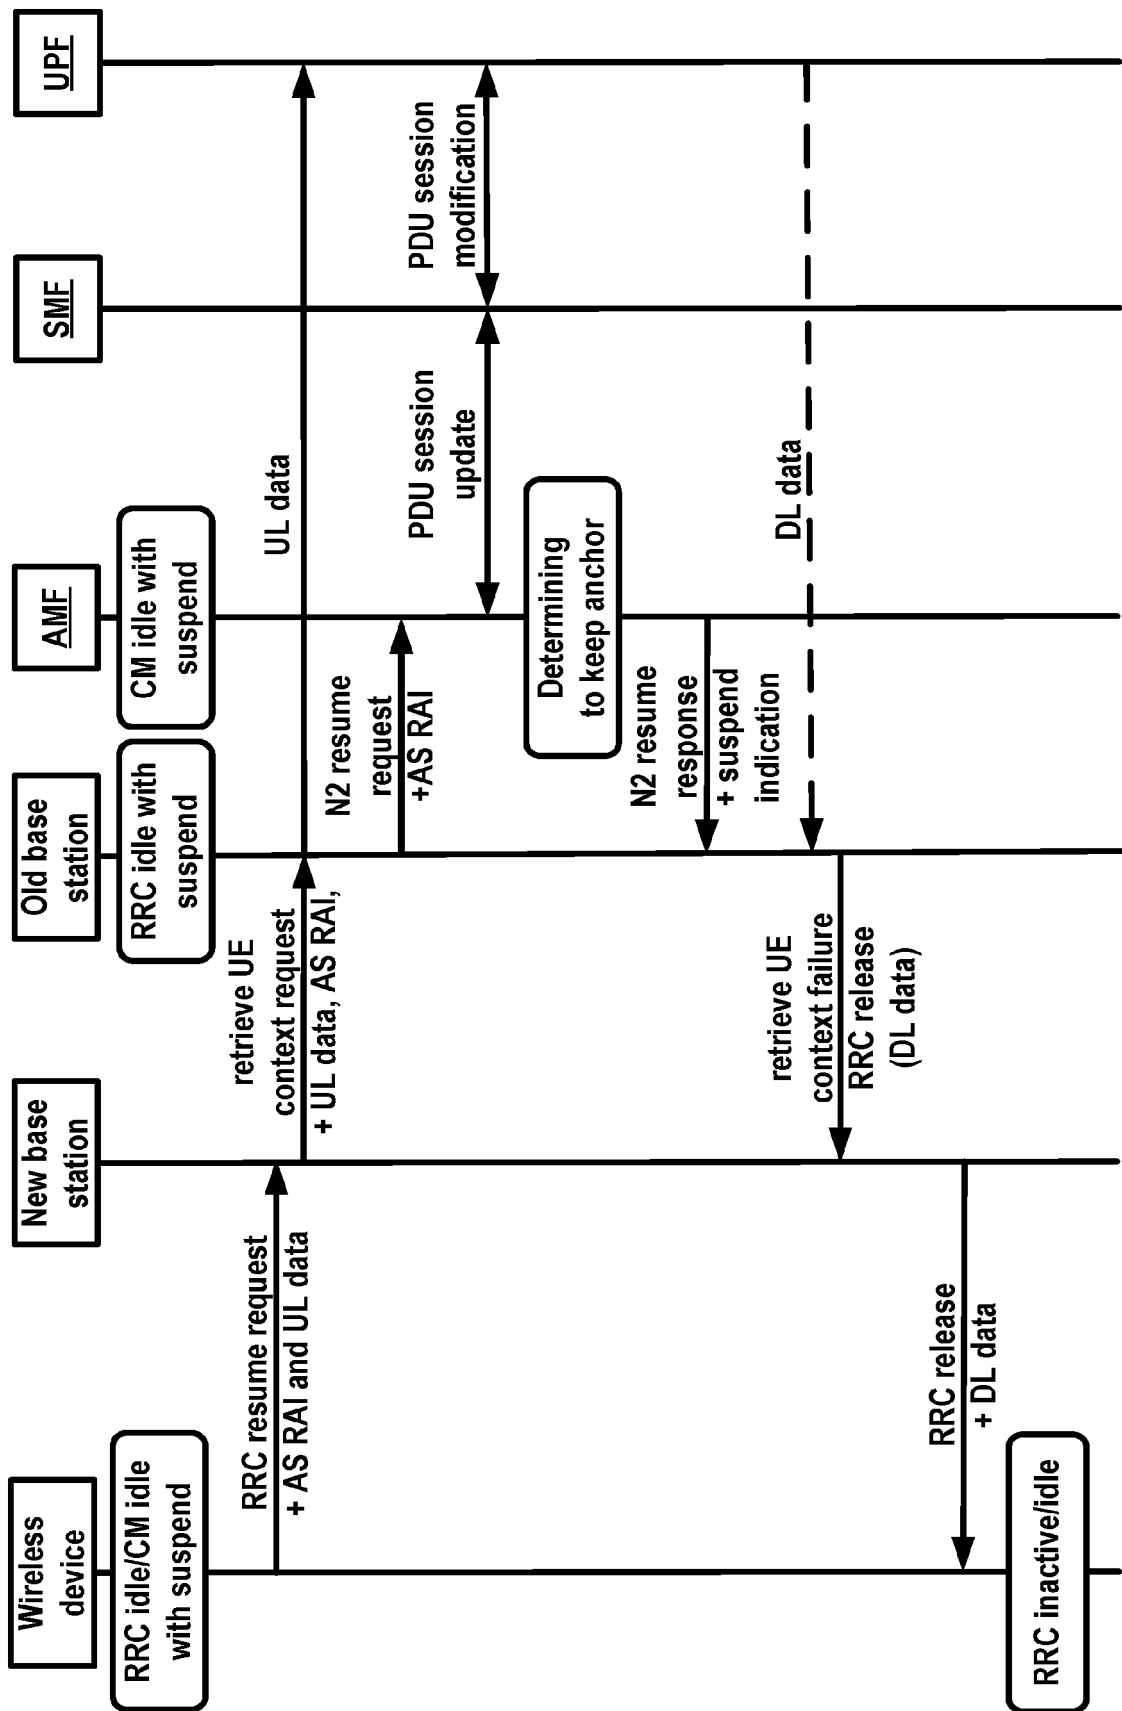 Wireless
device
New base
station
Old base
station
AMF
SMF
UPF
RRC idle/CM idle
with suspend
RRC idle with
suspend
CM idle with
suspend
RRC resume request
+ AS RAI and UL data
retrieve UE
context request
+ UL data, AS RAI,
UL data
N2 resume
request
+AS RAI
PDU session
update
PDU session
modification
Determining
to keep anchor
N2 resume
response
+ suspend
indication
DL data
retrieve UE
context failure
RRC release
(DL data)
RRC release
+ DL data
RRC inactive/idle